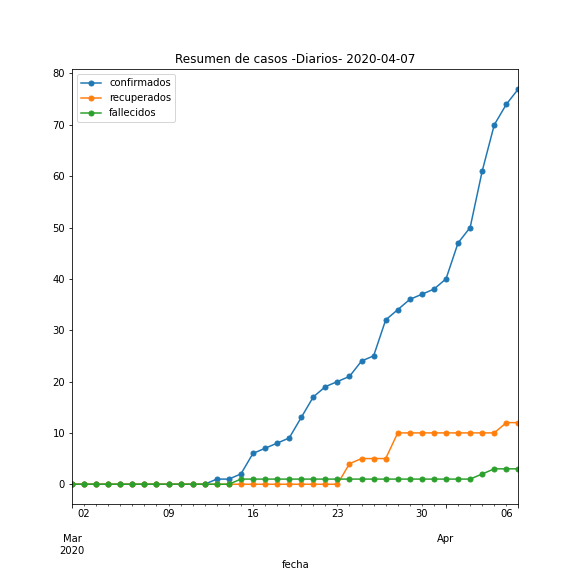 Resumen de casos -Diarios- 2020-04-07
confirmados
recuperados
fallecidos
80
70
60
50
40
30
20
10
0
02 09 16 23 30 06
Mar Apr
2020
fecha